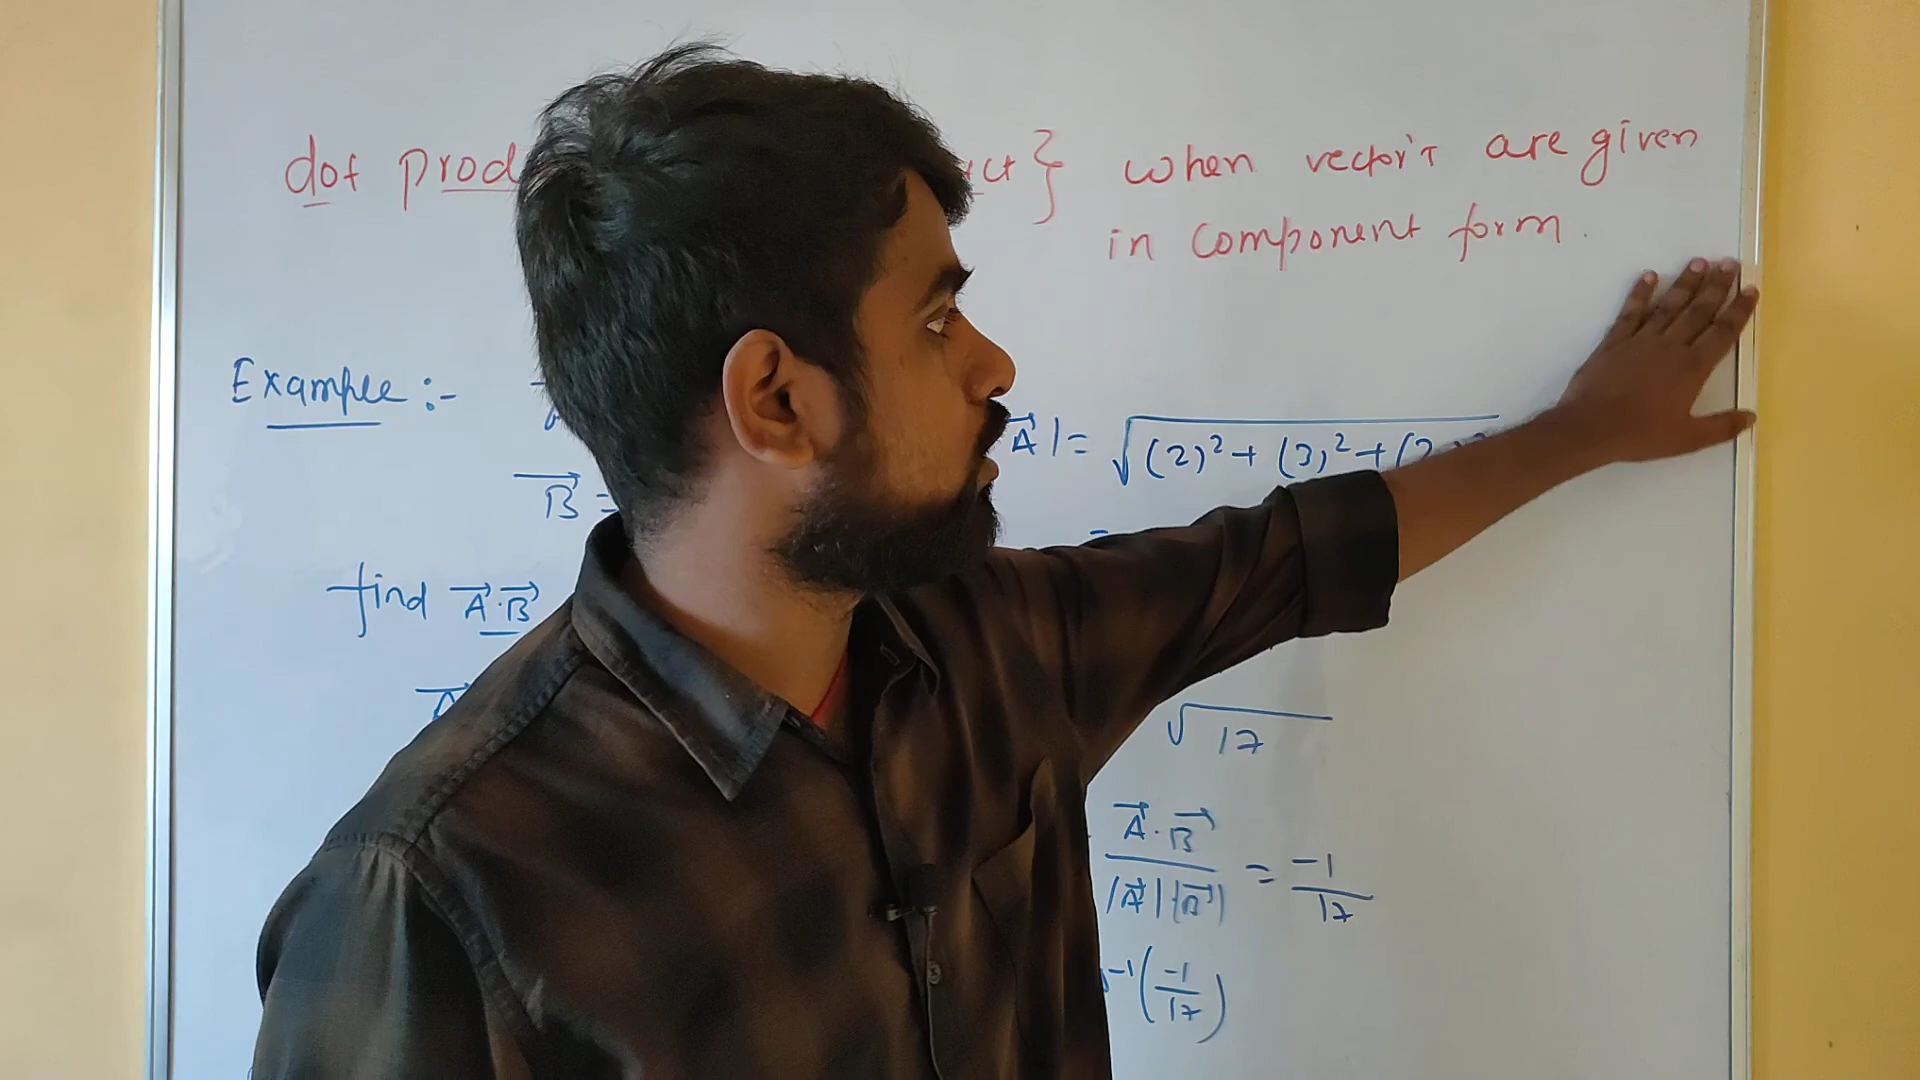 dot prod uct} when vector's are given
in component form.
Example :- |A⃗| = √(2)² + (3)² + (2
B⃗ =
find A⃗·B⃗
A⃗
√17
A⃗·B⃗ / |A⃗||B⃗| = -1/17
⁻¹(-1/17)